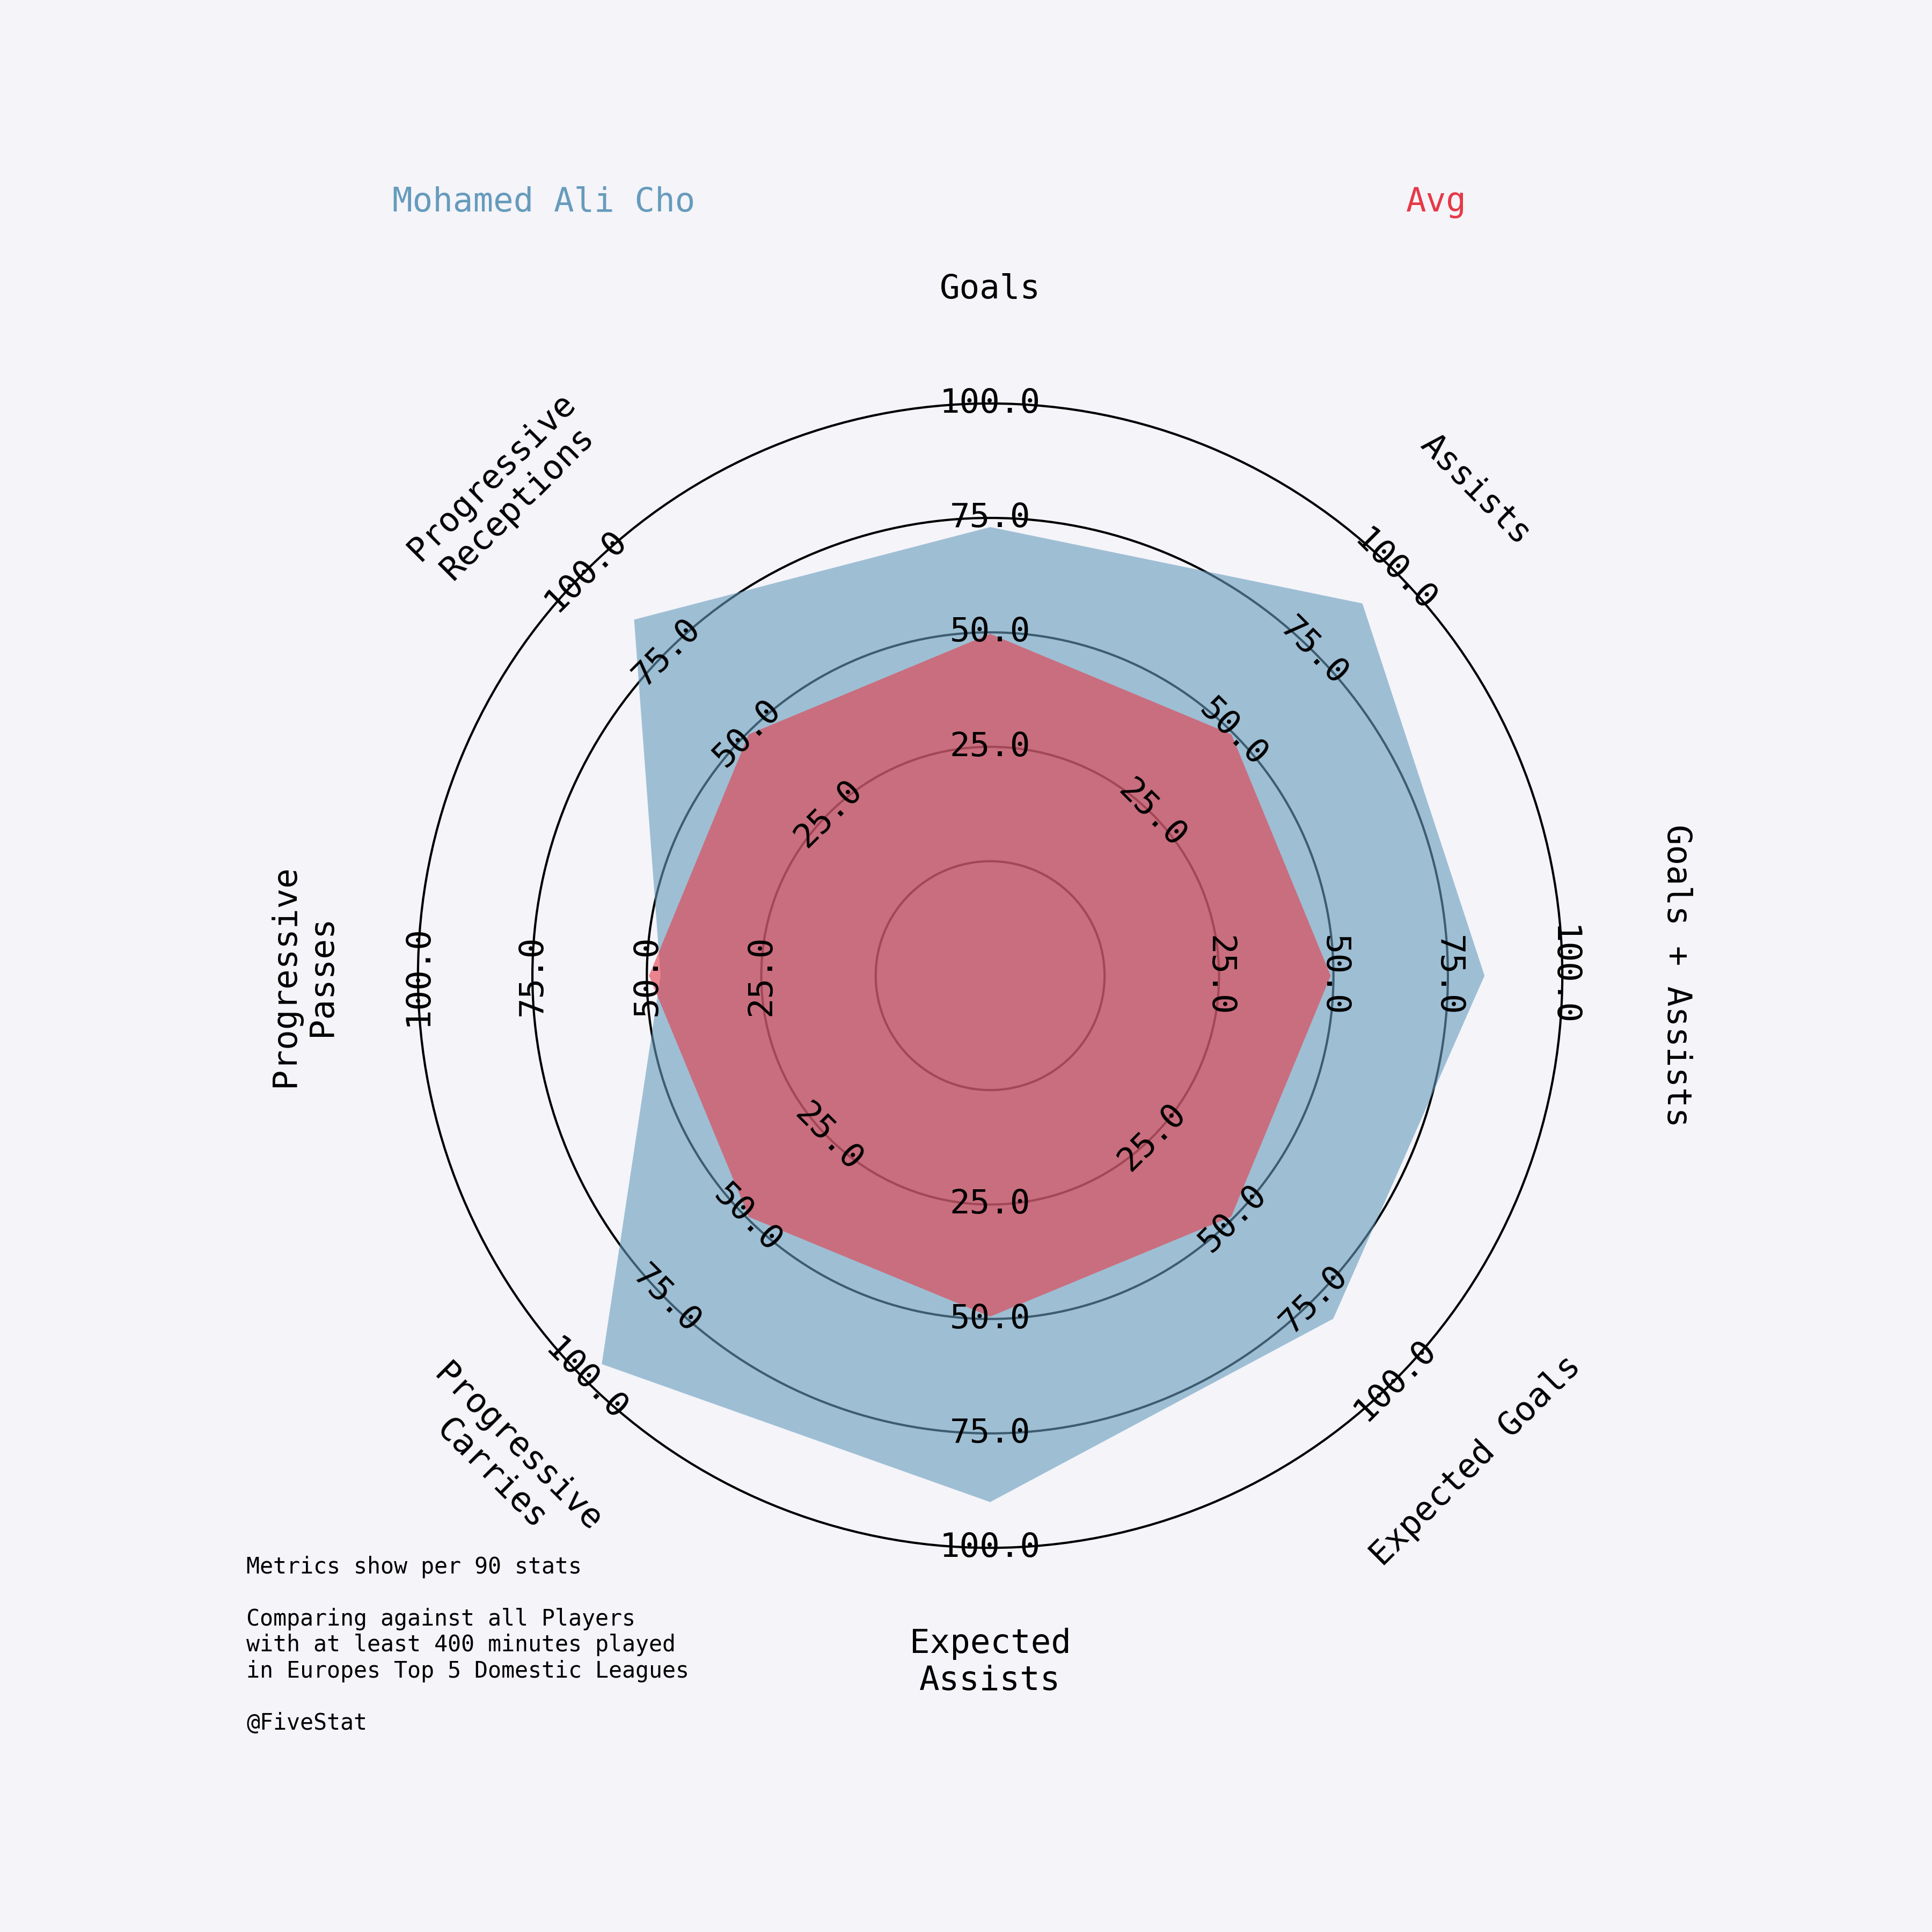 Mohamed Ali Cho
Avg
Goals
Assists
Goals + Assists
Expected Goals
Expected
Assists
Progressive
Carries
Progressive
Passes
Progressive
Receptions
25.0
50.0
75.0
100.0
25.0
50.0
75.0
100.0
25.0
50.0
75.0
100.0
25.0
50.0
75.0
100.0
25.0
50.0
75.0
100.0
25.0
50.0
75.0
100.0
25.0
50.0
75.0
100.0
25.0
50.0
75.0
100.0
Metrics show per 90 stats
Comparing against all Players
with at least 400 minutes played
in Europes Top 5 Domestic Leagues
@FiveStat